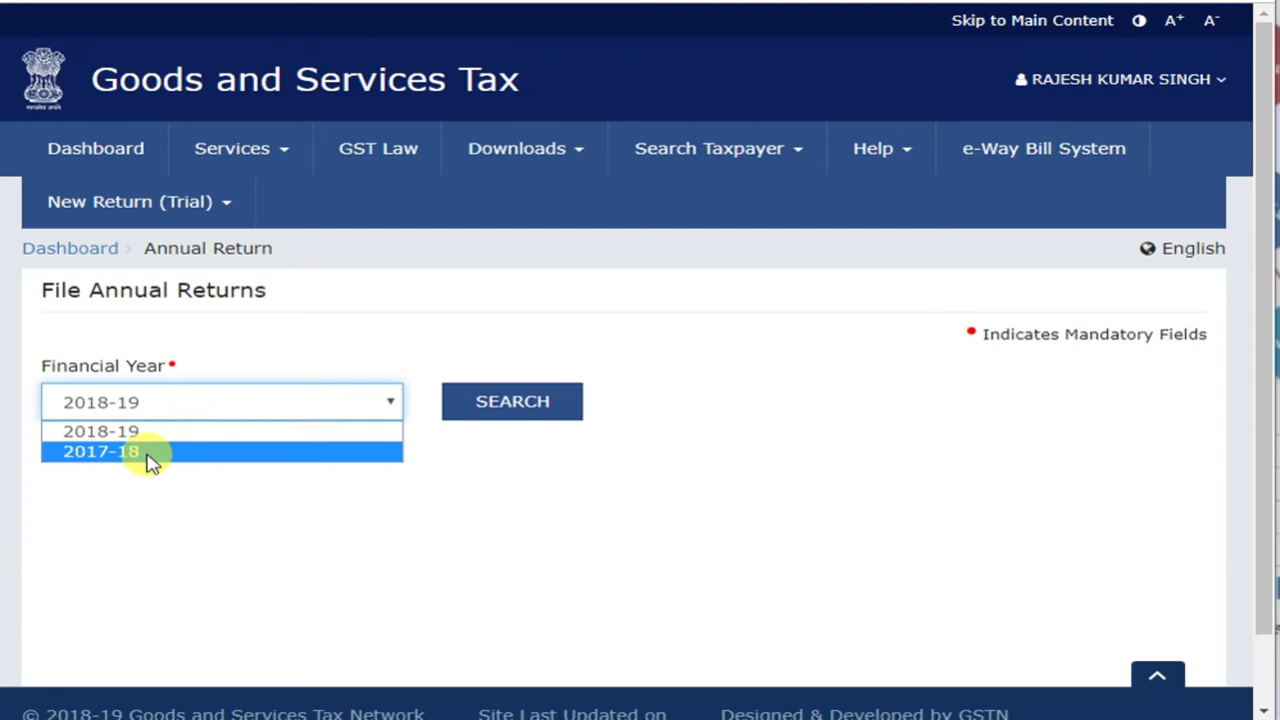 Skip to Main Content A+ A-
Goods and Services Tax
RAJESH KUMAR SINGH
Dashboard Services GST Law Downloads Search Taxpayer Help e-Way Bill System
New Return (Trial)
Dashboard Annual Return English
File Annual Returns
Indicates Mandatory Fields
Financial Year
2018-19 SEARCH
2018-19
2017-18
© 2018-19 Goods and Services Tax Network Site Last Updated on Designed & Developed by GSTN